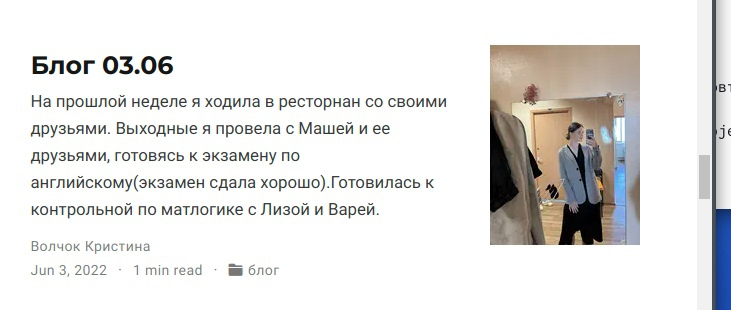 Блог 03.06
На прошлой неделе я ходила в ресторнан со своими
друзьями. Выходные я провела с Машей и ее
друзьями, готовясь к экзамену по
английскому(экзамен сдала хорошо).Готовилась к
контрольной по матлогике с Лизой и Варей.
Волчок Кристина
Jun 3, 2022 · 1 min read · блог